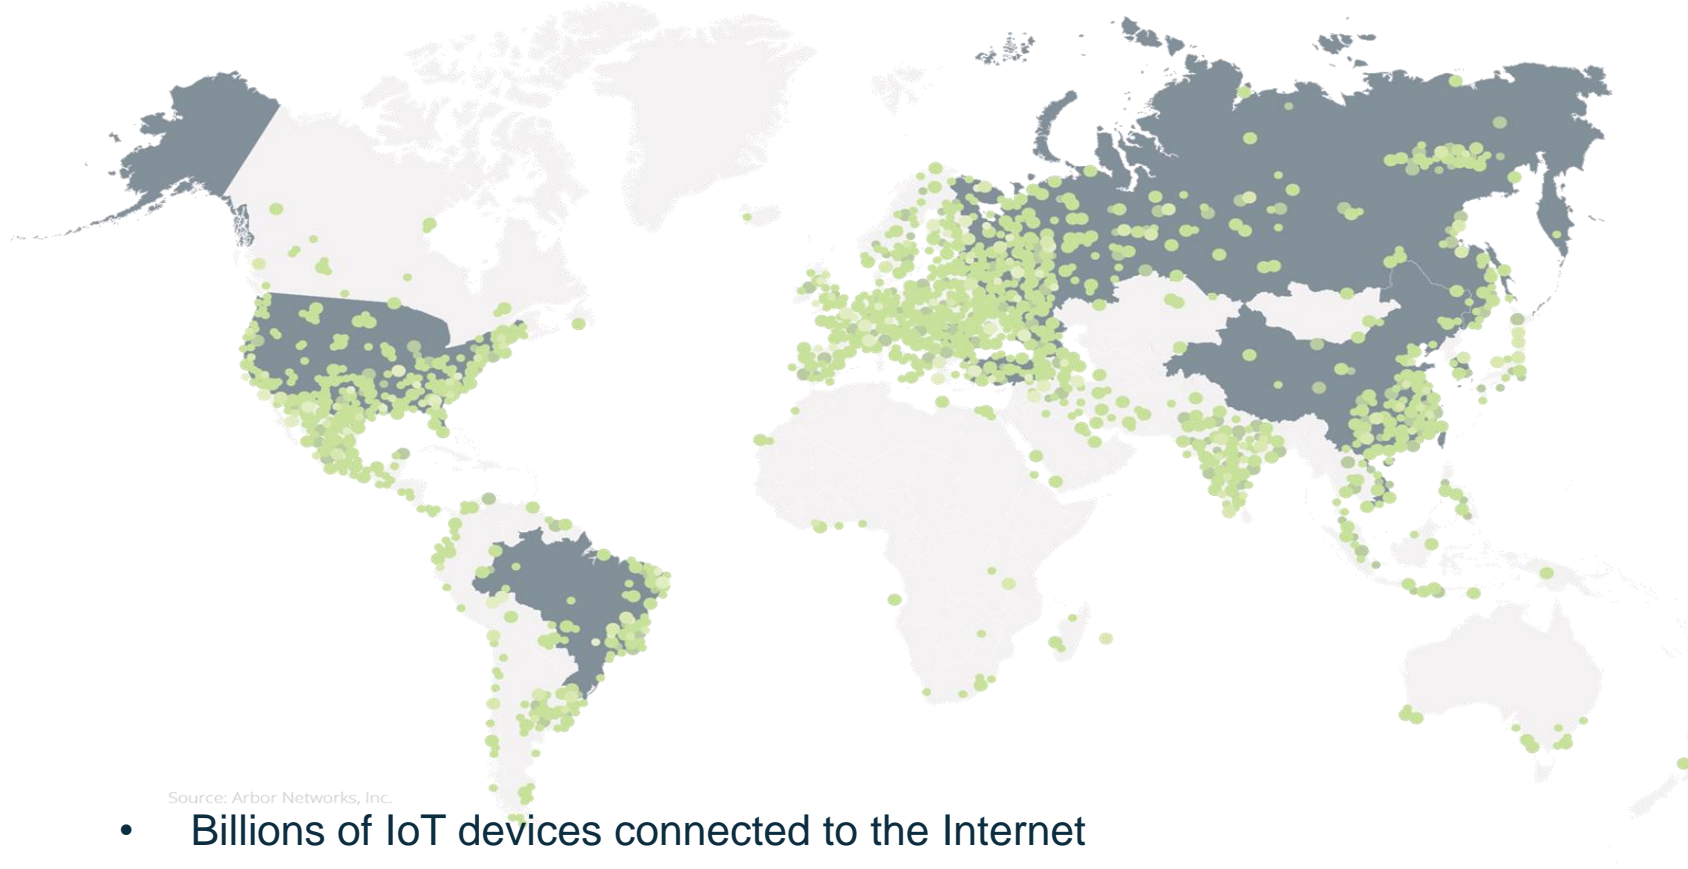 Source: Arbor Networks, Inc.
• Billions of IoT devices connected to the Internet